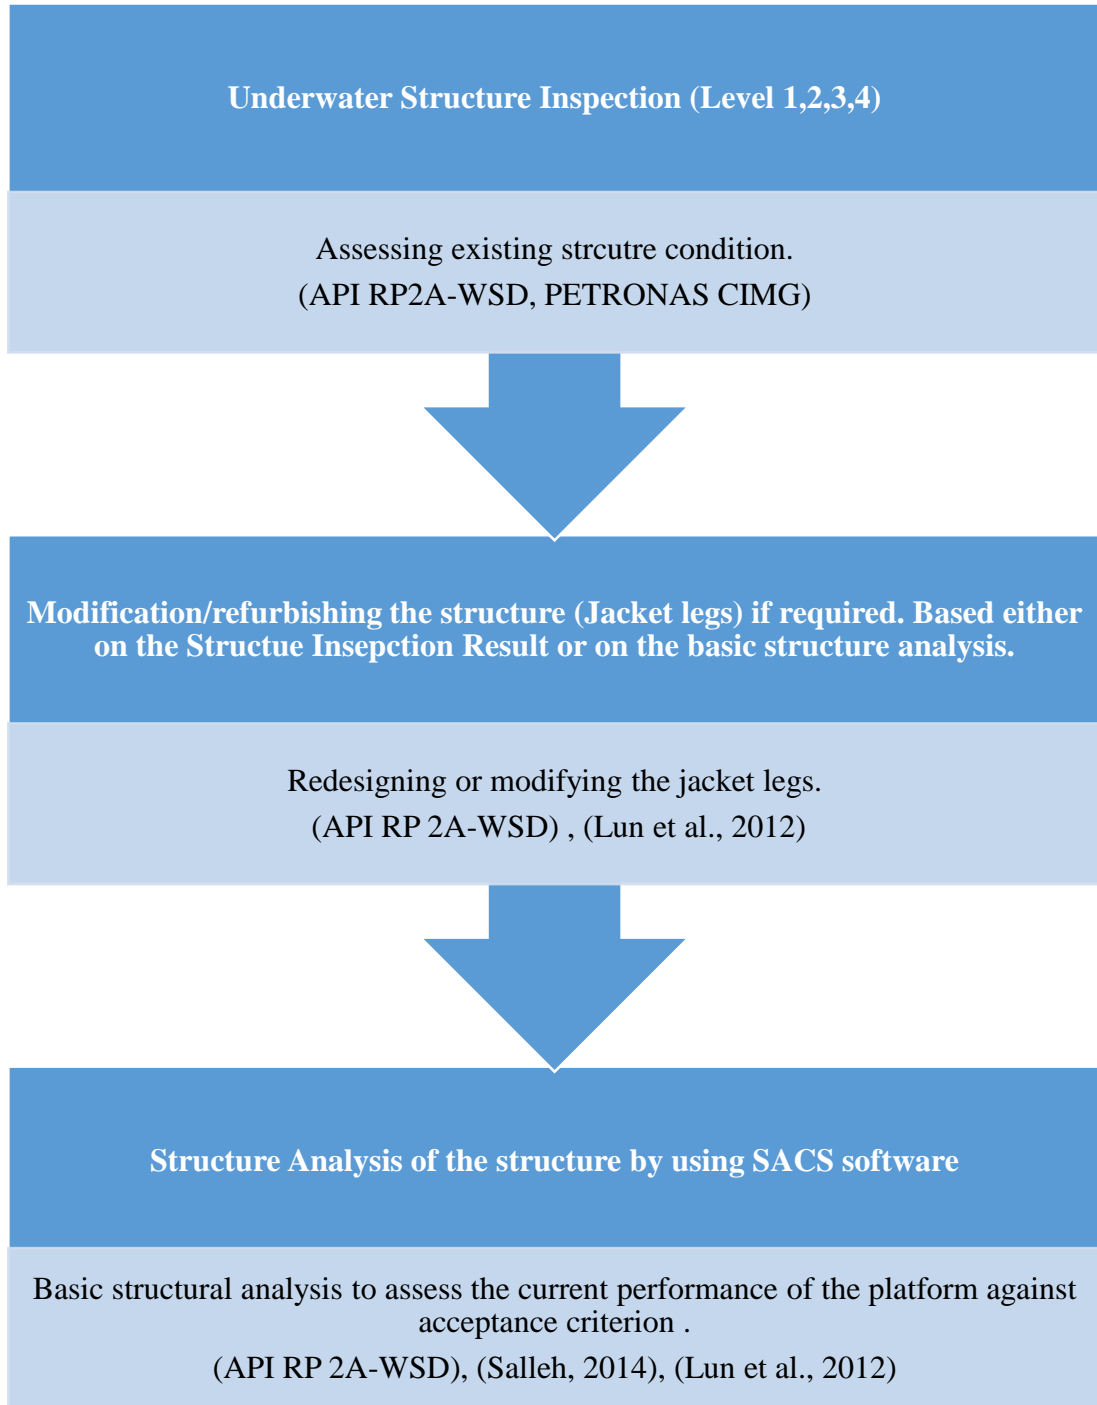 Underwater Structure Inspection (Level 1,2,3,4)
Assessing existing strcutre condition.
(API RP2A-WSD, PETRONAS CIMG)
Modification/refurbishing the structure (Jacket legs) if required. Based either
on the Structue Insepction Result or on the basic structure analysis.
Redesigning or modifying the jacket legs.
(API RP 2A-WSD) , (Lun et al., 2012)
Structure Analysis of the structure by using SACS software
Basic structural analysis to assess the current performance of the platform against
acceptance criterion .
(API RP 2A-WSD), (Salleh, 2014), (Lun et al., 2012)